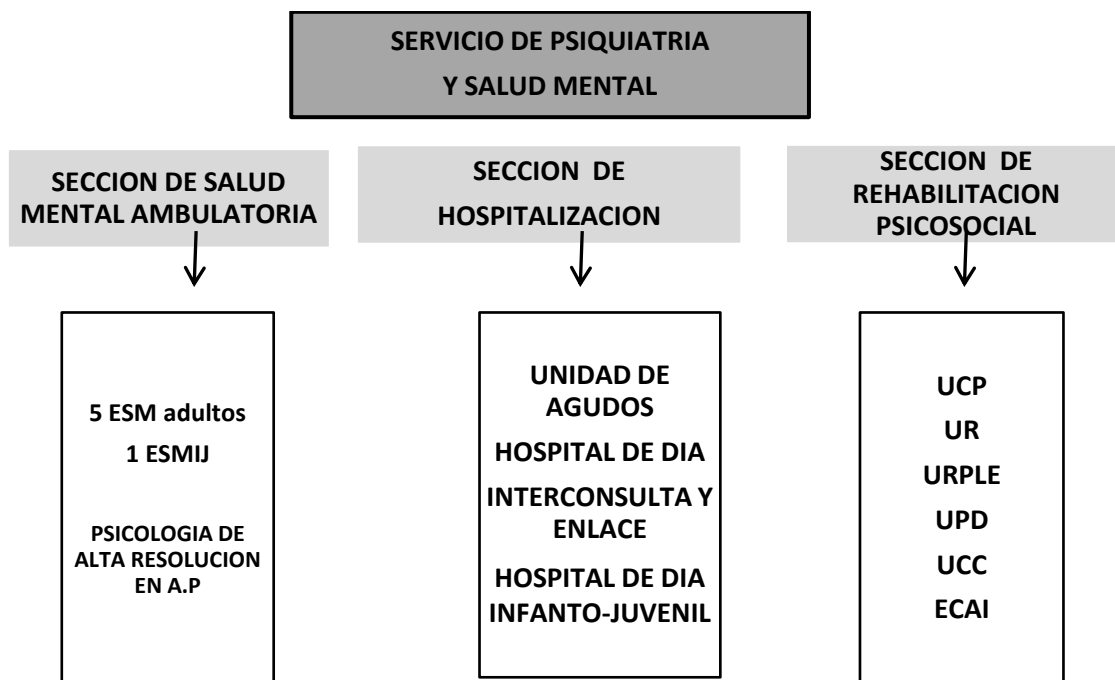 SERVICIO DE PSIQUIATRIA
Y SALUD MENTAL
SECCION DE SALUD
MENTAL AMBULATORIA
SECCION DE
HOSPITALIZACION
SECCION DE
REHABILITACION
PSICOSOCIAL
5 ESM adultos
1 ESMIJ
PSICOLOGIA DE
ALTA RESOLUCION
EN A.P
UNIDAD DE
AGUDOS
HOSPITAL DE DIA
INTERCONSULTA Y
ENLACE
HOSPITAL DE DIA
INFANTO-JUVENIL
UCP
UR
URPLE
UPD
UCC
ECAI